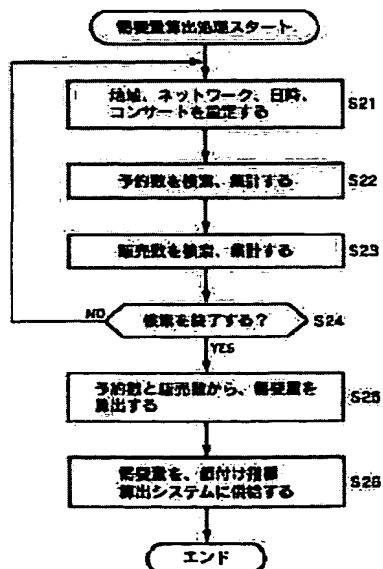 需要量算出処理スタート
地域、ネットワーク、日時、
コンサートを設定する
S21
予約数を検索、集計する
S22
販売数を検索、集計する
S23
NO
検索を終了する?
S24
YES
予約数と販売数から、需要量を
算出する
S25
需要量を、値付け指標
算出システムに供給する
S26
エンド